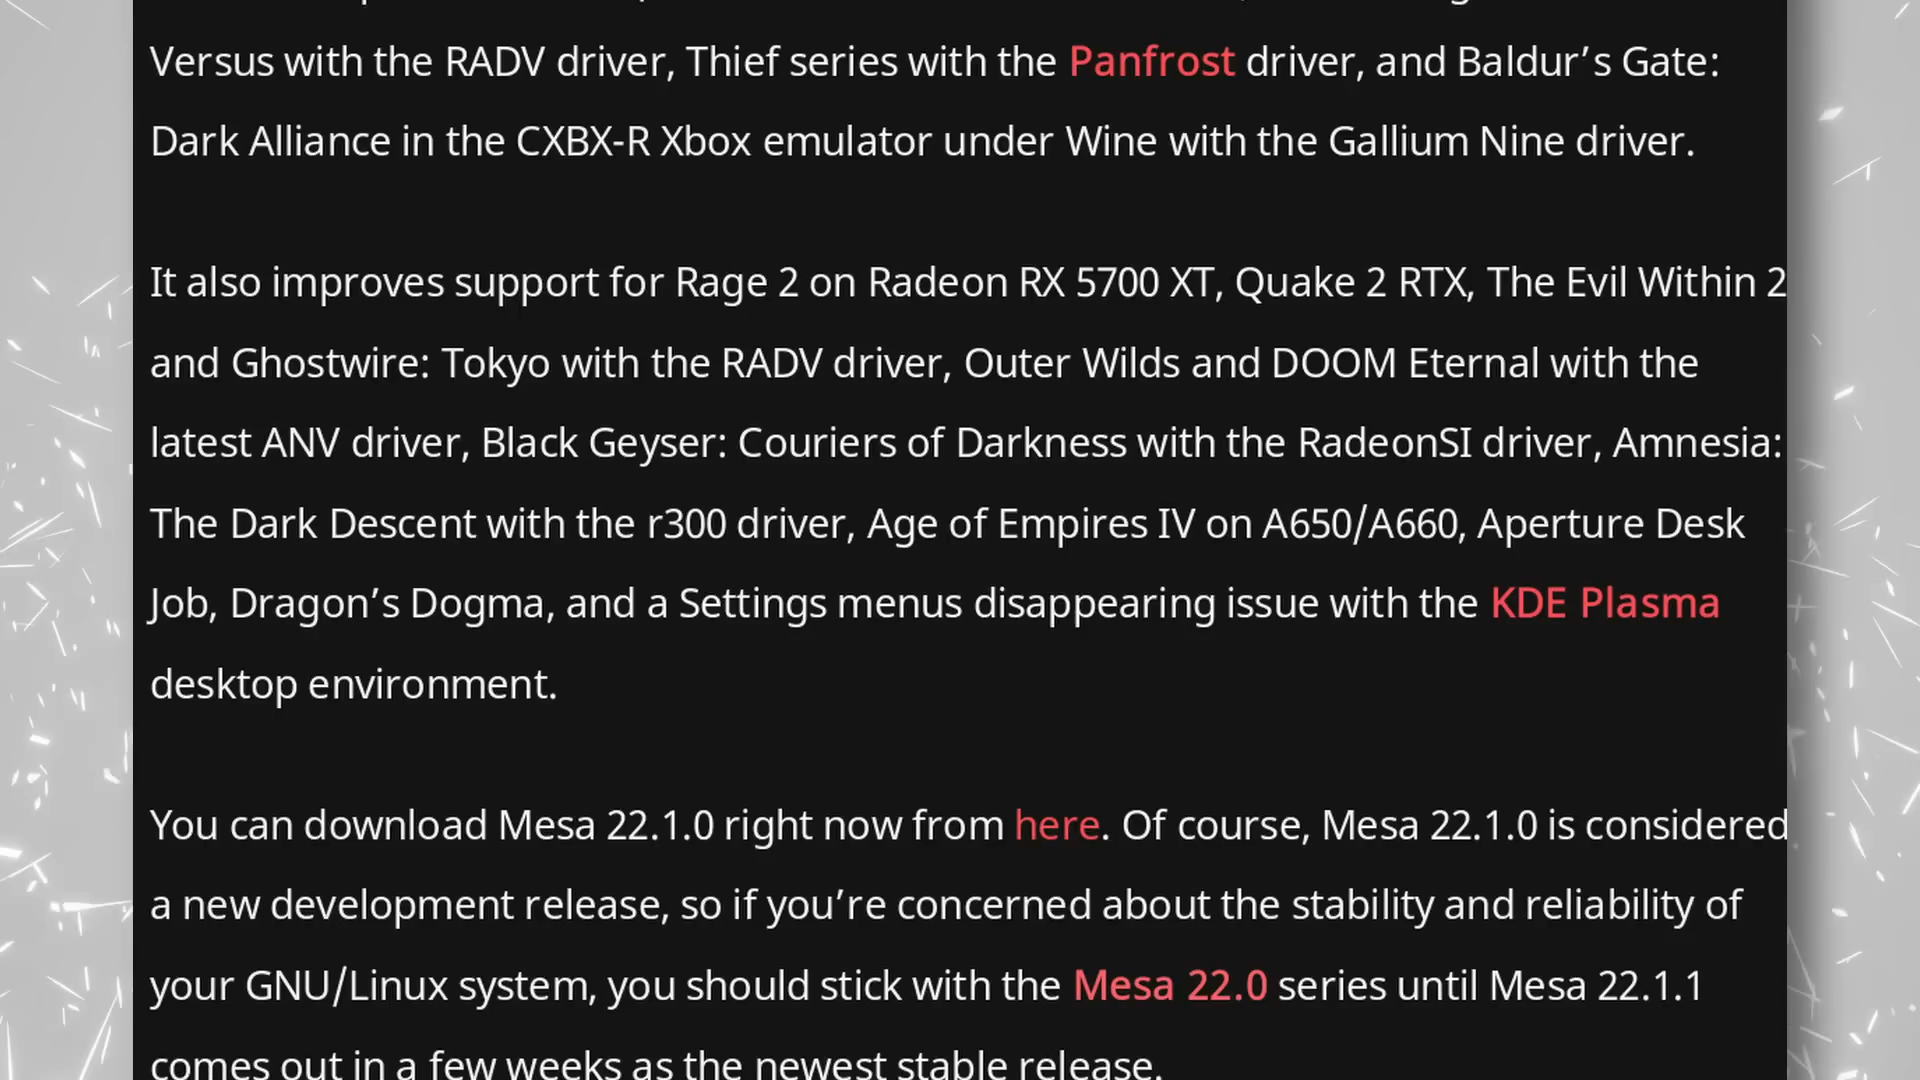 Versus with the RADV driver, Thief series with the Panfrost driver, and Baldur’s Gate:
Dark Alliance in the CXBX-R Xbox emulator under Wine with the Gallium Nine driver.
It also improves support for Rage 2 on Radeon RX 5700 XT, Quake 2 RTX, The Evil Within 2
and Ghostwire: Tokyo with the RADV driver, Outer Wilds and DOOM Eternal with the
latest ANV driver, Black Geyser: Couriers of Darkness with the RadeonSI driver, Amnesia:
The Dark Descent with the r300 driver, Age of Empires IV on A650/A660, Aperture Desk
Job, Dragon’s Dogma, and a Settings menus disappearing issue with the KDE Plasma
desktop environment.
You can download Mesa 22.1.0 right now from here. Of course, Mesa 22.1.0 is considered
a new development release, so if you’re concerned about the stability and reliability of
your GNU/Linux system, you should stick with the Mesa 22.0 series until Mesa 22.1.1
comes out in a few weeks as the newest stable release.